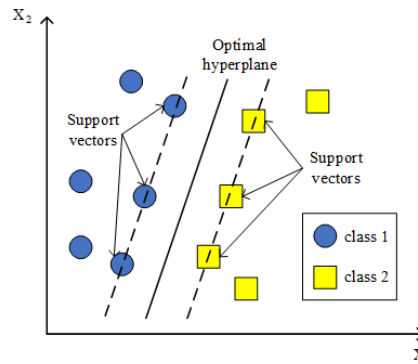 X2
Optimal
hyperplane
Support
vectors
Support
vectors
class 1
class 2